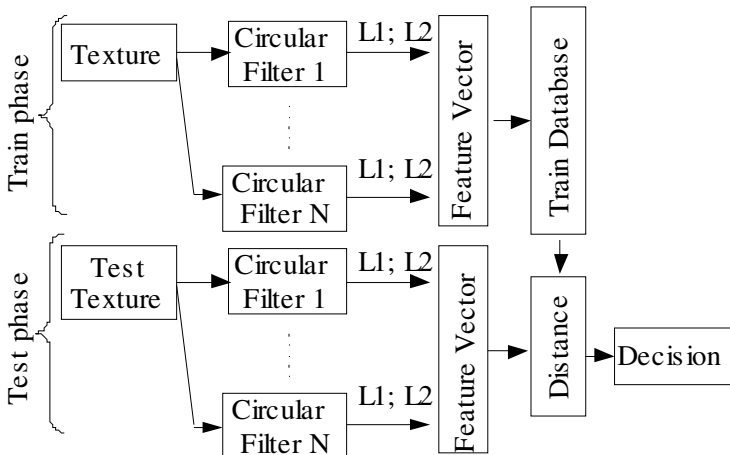 Train phase
Texture
Circular
Filter 1
L1; L2
Circular
Filter N
L1; L2
Feature Vector
Train Database
Test phase
Test
Texture
Circular
Filter 1
L1; L2
Circular
Filter N
L1; L2
Feature Vector
Distance
Decision